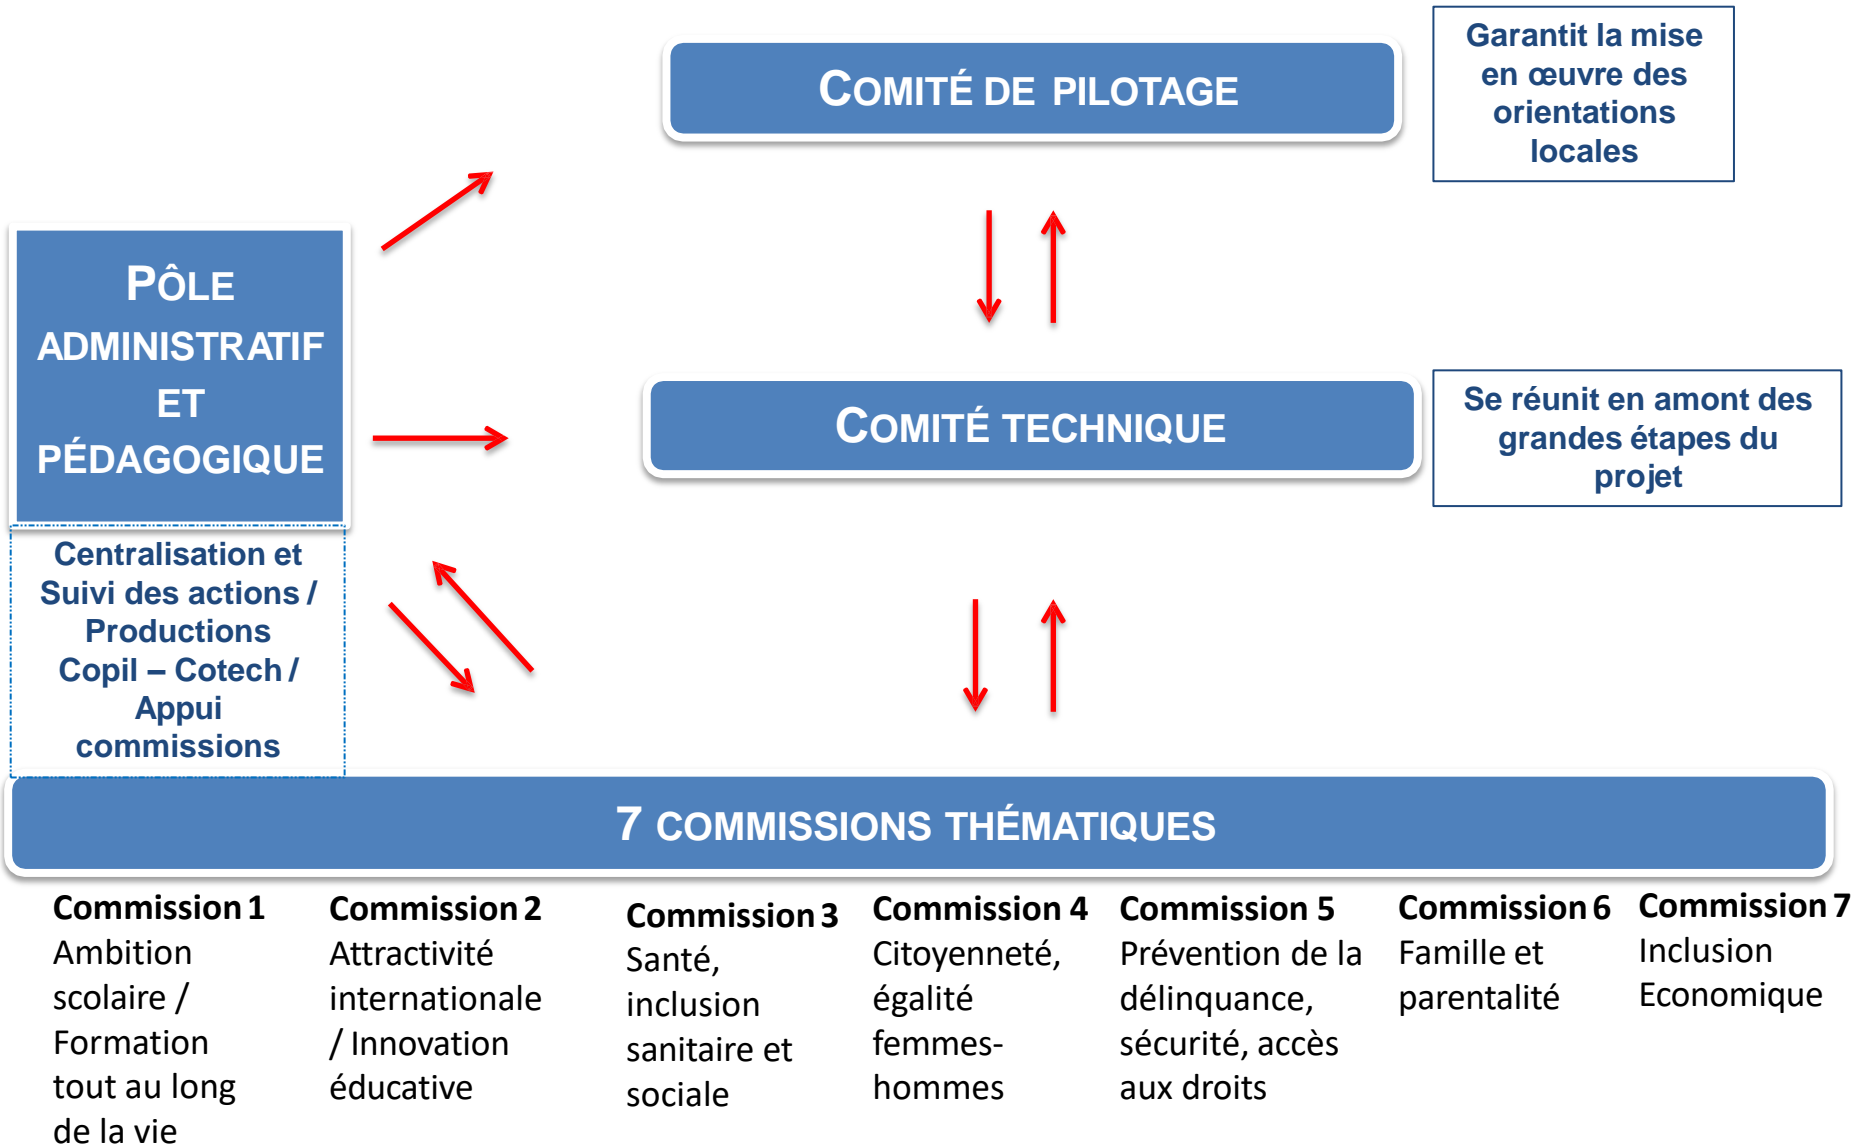 COMITÉ DE PILOTAGE
Garantit la mise
en œuvre des
orientations
locales
PÔLE
ADMINISTRATIF
ET
PÉDAGOGIQUE
COMITÉ TECHNIQUE
Se réunit en amont des
grandes étapes du
projet
Centralisation et
Suivi des actions /
Productions
Copil – Cotech /
Appui
commissions
7 COMMISSIONS THÉMATIQUES
Commission 1
Ambition
scolaire /
Formation
tout au long
de la vie
Commission 2
Attractivité
internationale
/ Innovation
éducative
Commission 3
Santé,
inclusion
sanitaire et
sociale
Commission 4
Citoyenneté,
égalité
femmes-
hommes
Commission 5
Prévention de la
délinquance,
sécurité, accès
aux droits
Commission 6
Famille et
parentalité
Commission 7
Inclusion
Economique